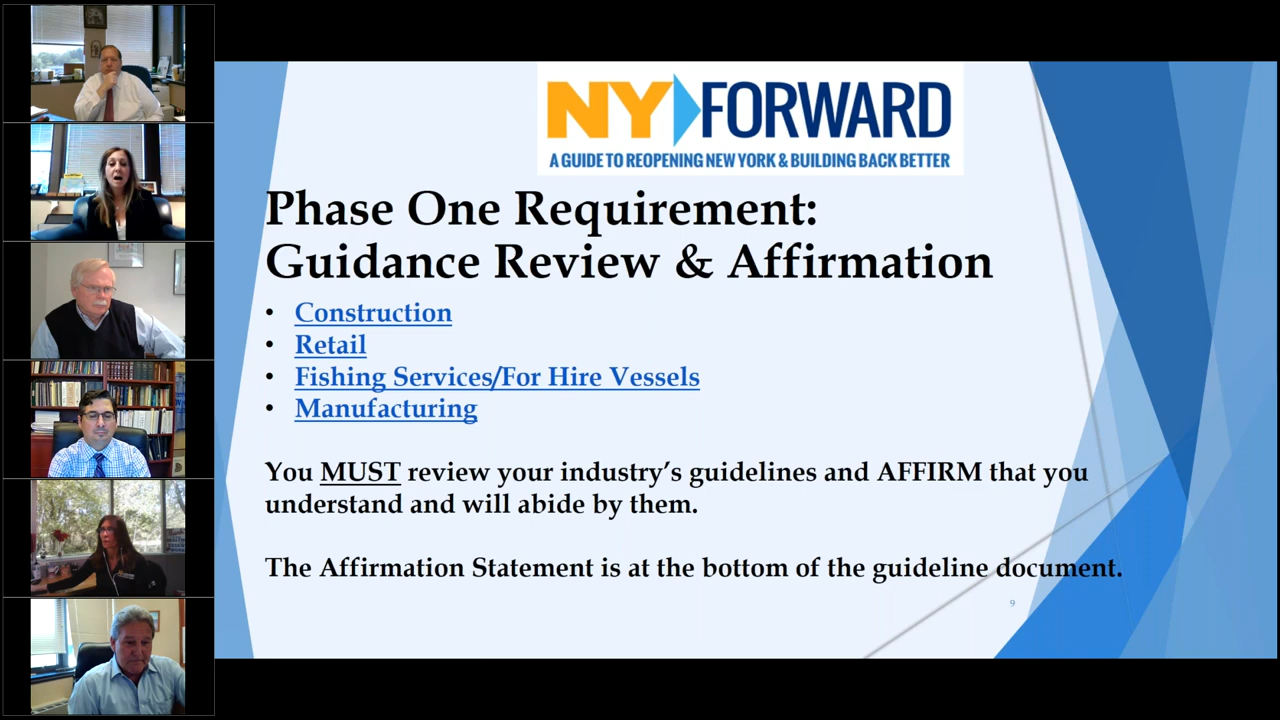 NY FORWARD
A GUIDE TO REOPENING NEW YORK & BUILDING BACK BETTER
Phase One Requirement:
Guidance Review & Affirmation
• Construction
• Retail
• Fishing Services/For Hire Vessels
• Manufacturing
You MUST review your industry’s guidelines and AFFIRM that you
understand and will abide by them.
The Affirmation Statement is at the bottom of the guideline document.
9